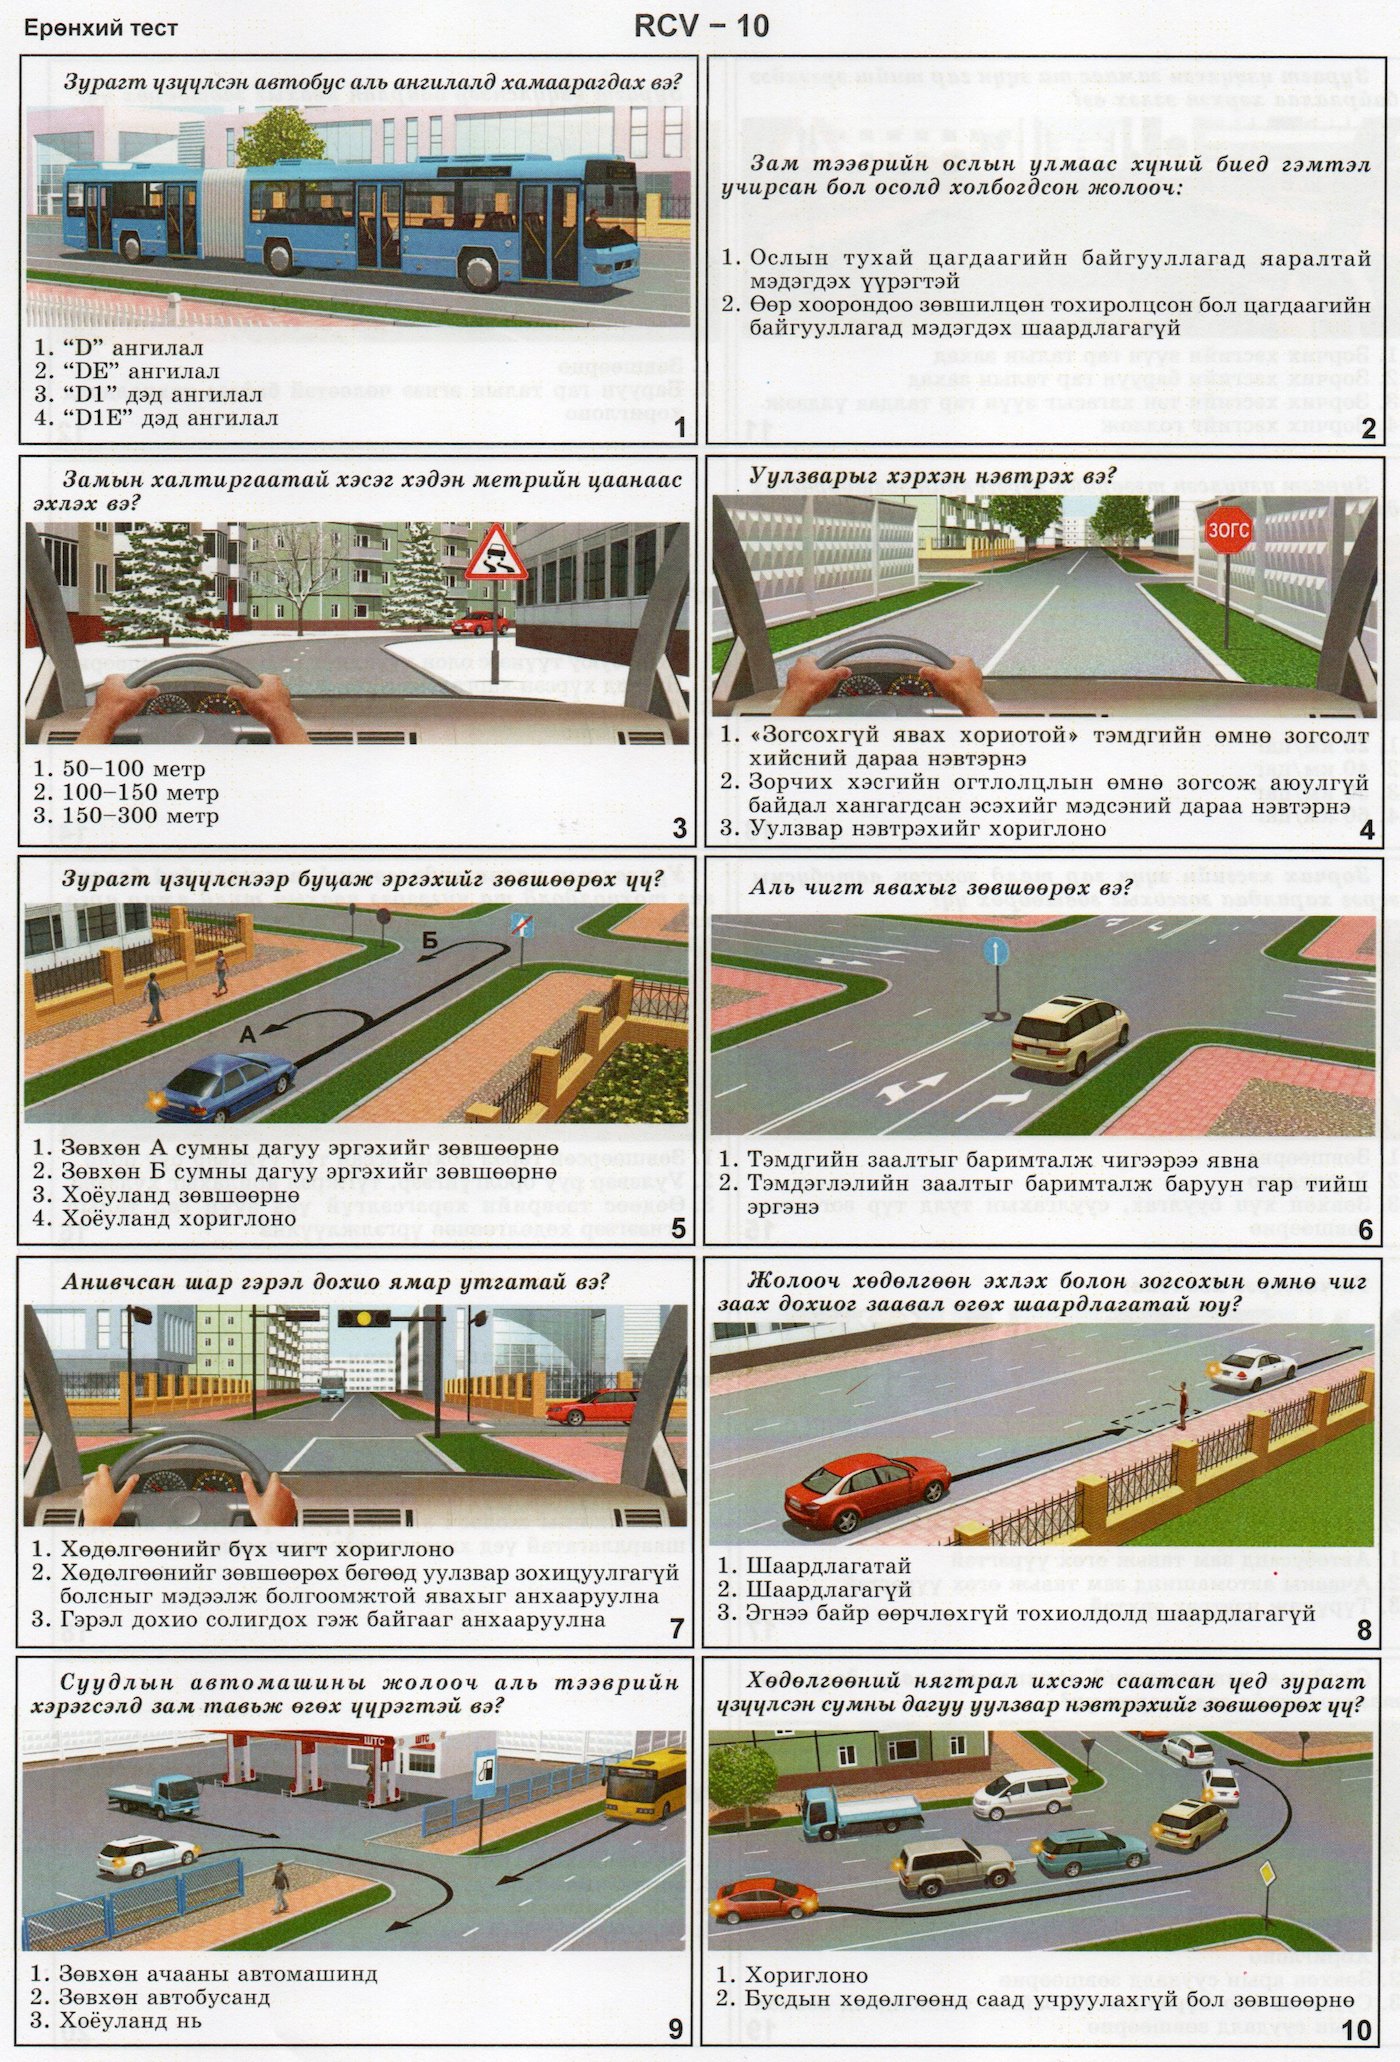 Ерөнхий тест
RCV – 10
Зурагт үзүүлсэн автобус аль ангилалд хамаарагдах вэ?
1. “D” ангилал
2. “DE” ангилал
3. “D1” дэд ангилал
4. “D1E” дэд ангилал
1
Зам тээврийн ослын улмаас хүний биед гэмтэл
учирсан бол осолд холбогдсон жолооч:
1. Ослын тухай цагдаагийн байгууллагад яаралтай
мэдэгдэх үүрэгтэй
2. Өөр хоорондоо зөвшилцөн тохиролцсон бол цагдаагийн
байгууллагад мэдэгдэх шаардлагагүй
2
Замын халтиргаатай хэсэг хэдэн метрийн цаанаас
эхлэх вэ?
1. 50–100 метр
2. 100–150 метр
3. 150–300 метр
3
Уулзварыг хэрхэн нэвтрэх вэ?
ЗОГС
1. «Зогсохгүй явах хориотой» тэмдгийн өмнө зогсолт
хийсний дараа нэвтэрнэ
2. Зорчих хэсгийн огтлолцлын өмнө зогсож аюулгүй
байдал хангагдсан эсэхийг мэдсэний дараа нэвтэрнэ
3. Уулзвар нэвтрэхийг хориглоно
4
Зурагт үзүүлснээр буцаж эргэхийг зөвшөөрөх үү?
Б
А
1. Зөвхөн А сумны дагуу эргэхийг зөвшөөрнө
2. Зөвхөн Б сумны дагуу эргэхийг зөвшөөрнө
3. Хоёуланд зөвшөөрнө
4. Хоёуланд хориглоно
5
Аль чигт явахыг зөвшөөрөх вэ?
1. Тэмдгийн заалтыг баримталж чигээрээ явна
2. Тэмдэглэлийн заалтыг баримталж баруун гар тийш
эргэнэ
6
Анивчсан шар гэрэл дохио ямар утгатай вэ?
1. Хөдөлгөөнийг бүх чигт хориглоно
2. Хөдөлгөөнийг зөвшөөрөх бөгөөд уулзвар зохицуулгагүй
болсныг мэдээлж болгоомжтой явахыг анхааруулна
3. Гэрэл дохио солигдох гэж байгааг анхааруулна
7
Жолооч хөдөлгөөн эхлэх болон зогсохын өмнө чиг
заах дохиог заавал өгөх шаардлагатай юу?
1. Шаардлагатай
2. Шаардлагагүй
3. Эгнээ байр өөрчлөхгүй тохиолдолд шаардлагагүй
8
Суудлын автомашины жолооч аль тээврийн
хэрэгсэлд зам тавьж өгөх үүрэгтэй вэ?
ШТС
ШТС
1. Зөвхөн ачааны автомашинд
2. Зөвхөн автобусанд
3. Хоёуланд нь
9
Хөдөлгөөний нягтрал ихсэж саатсан үед зурагт
үзүүлсэн сумны дагуу уулзвар нэвтрэхийг зөвшөөрөх үү?
1. Хориглоно
2. Бусдын хөдөлгөөнд саад учруулахгүй бол зөвшөөрнө
10